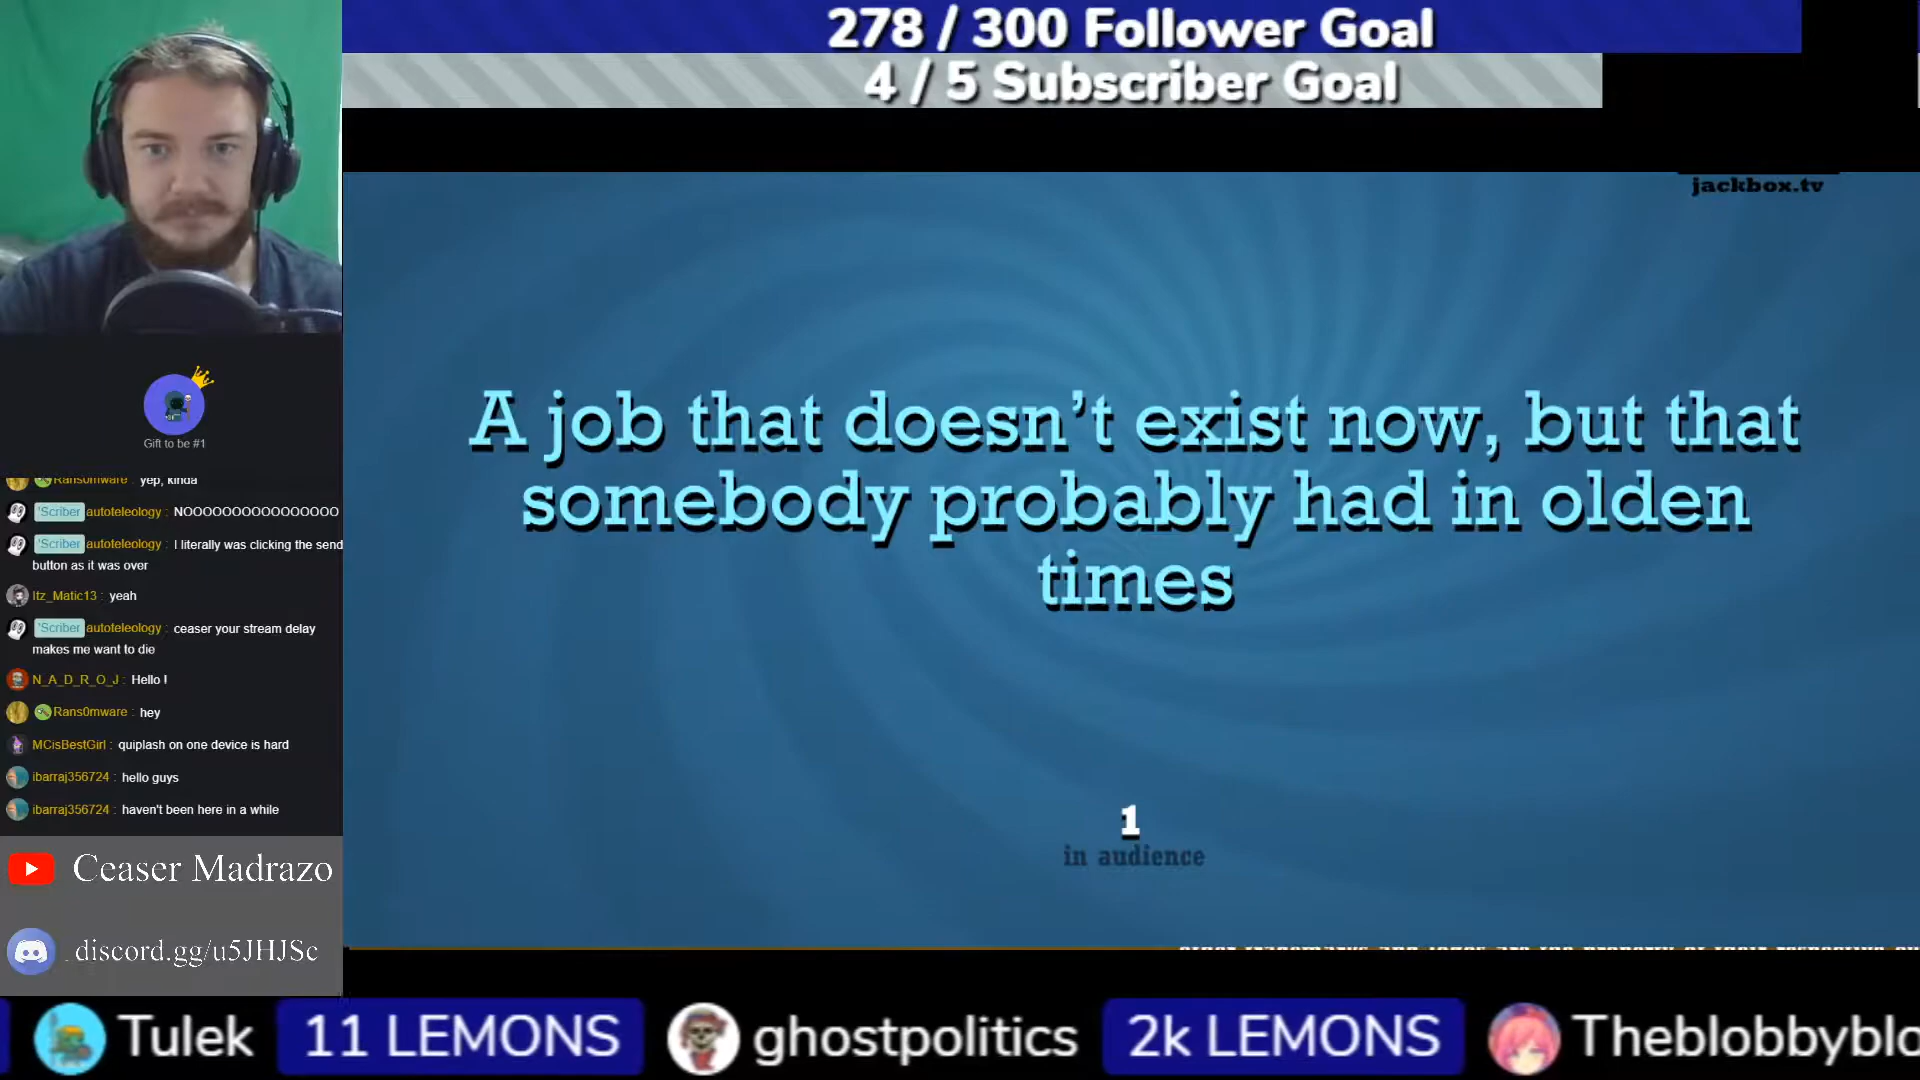 278 / 300 Follower Goal
4 / 5 Subscriber Goal
jackbox.tv
A job that doesn't exist now, but that
somebody probably had in olden
times
1
in audience
Gift to be #1
Rans0mware : yep, kinda
'Scriber autoteleology : NOOOOOOOOOOOOOOOO
'Scriber autoteleology : I literally was clicking the send
button as it was over
Itz_Matic13 : yeah
'Scriber autoteleology : ceaser your stream delay
makes me want to die
N_A_D_R_O_J : Hello !
Rans0mware : hey
MCisBestGirl : quiplash on one device is hard
ibarraj356724 : hello guys
ibarraj356724 : haven't been here in a while
Ceaser Madrazo
discord.gg/u5JHJSc
Tulek 11 LEMONS ghostpolitics 2k LEMONS Theblobbyblo